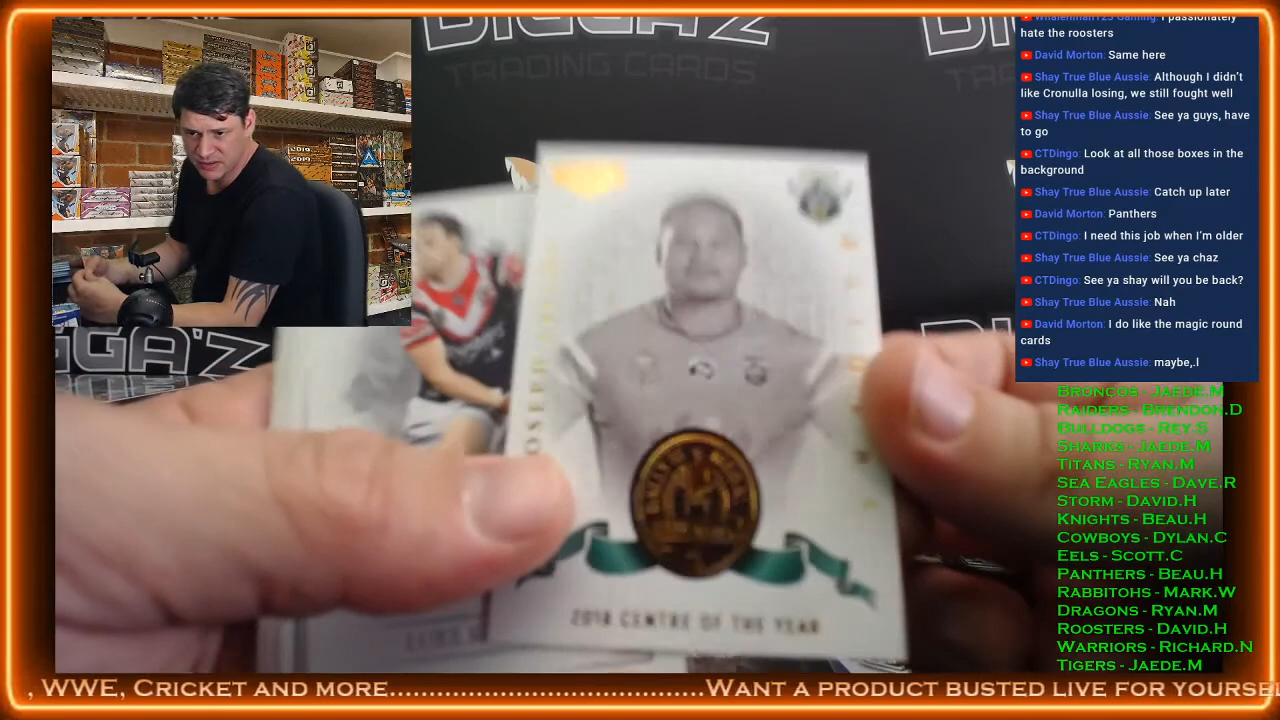 DIGGA'Z
TRADING CARDS
Whalenman123 Gaming: I passionately
hate the roosters
David Morton: Same here
Shay True Blue Aussie: Although I didn't
like Cronulla losing, we still fought well
Shay True Blue Aussie: See ya guys, have
to go
CTDingo: Look at all those boxes in the
background
Shay True Blue Aussie: Catch up later
David Morton: Panthers
CTDingo: I need this job when I'm older
Shay True Blue Aussie: See ya chaz
CTDingo: See ya shay will you be back?
Shay True Blue Aussie: Nah
David Morton: I do like the magic round
cards
Shay True Blue Aussie: maybe,.l
2019
2019
GGA'Z
2018 CENTRE OF THE YEAR
BRONCOS - JAEDE.M
RAIDERS - BRENDON.D
BULLDOGS - REY.S
SHARKS - JAEDE.M
TITANS - RYAN.M
SEA EAGLES - DAVE.R
STORM - DAVID.H
KNIGHTS - BEAU.H
COWBOYS - DYLAN.C
EELS - SCOTT.C
PANTHERS - BEAU.H
RABBITOHS - MARK.W
DRAGONS - RYAN.M
ROOSTERS - DAVID.H
WARRIORS - RICHARD.N
TIGERS - JAEDE.M
, WWE, CRICKET AND MORE.......................................WANT A PRODUCT BUSTED LIVE FOR YOURSE